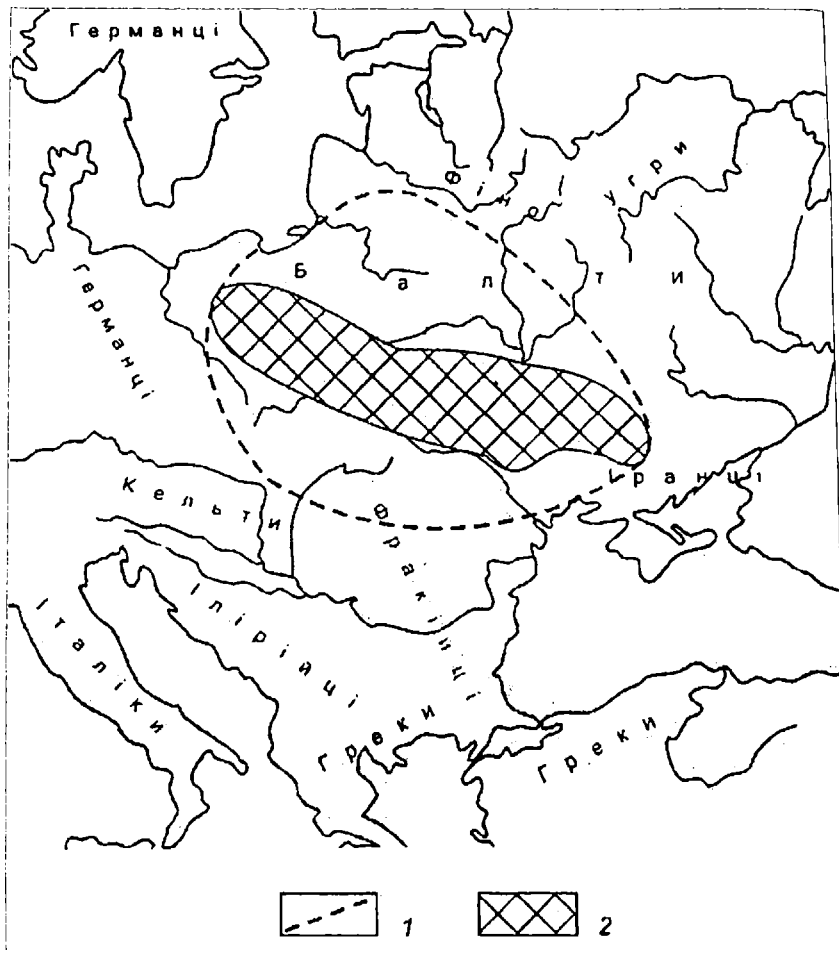 Германці
Фіно угри
Балти
Германці
Іранці
Кельти
Фракійці
Іллірійці
Італіки
Греки
Греки
1
2